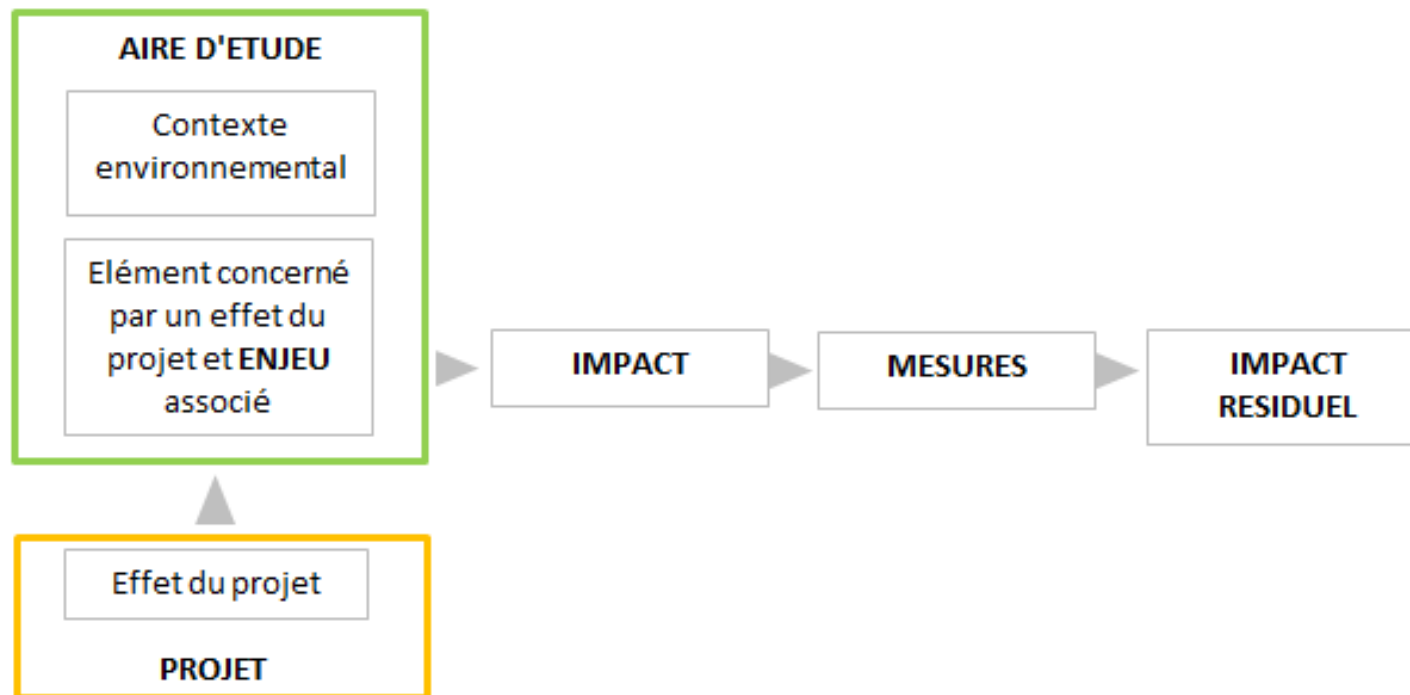 AIRE D'ETUDE
Contexte
environnemental
Elément concerné
par un effet du
projet et ENJEU
associé
IMPACT
MESURES
IMPACT
RESIDUEL
Effet du projet
PROJET